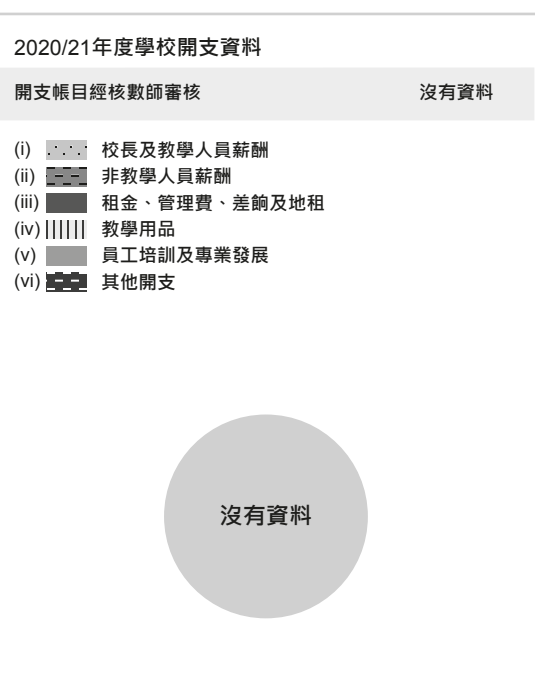 2020/21年度學校開支資料
開支帳目經核數師審核 沒有資料
(i) 校長及教學人員薪酬
(ii) 非教學人員薪酬
(iii) 租金、管理費、差餉及地租
(iv) 教學用品
(v) 員工培訓及專業發展
(vi) 其他開支
沒有資料